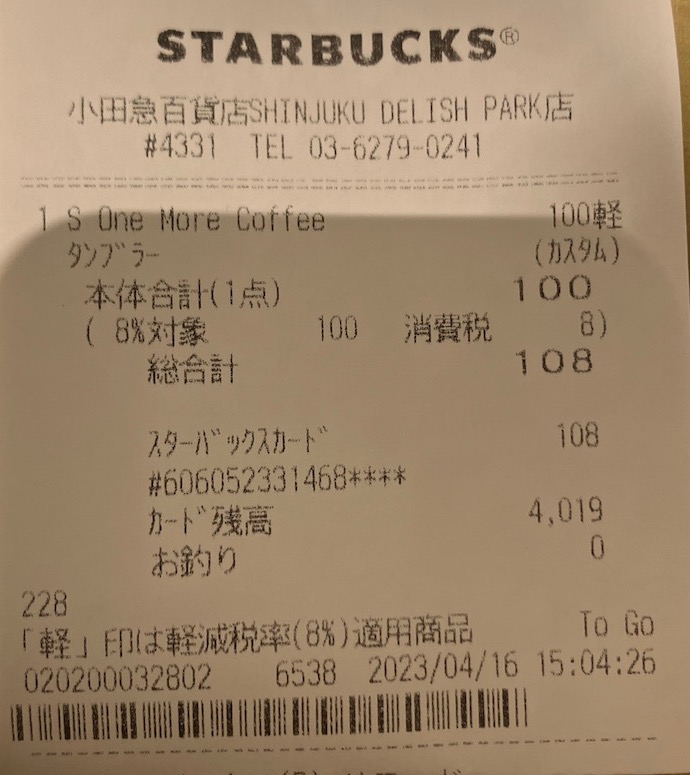 STARBUCKS®
小田急百貨店SHINJUKU DELISH PARK店
#4331 TEL 03-6279-0241
1 S One More Coffee 100軽
ﾀﾝﾌﾞﾗｰ (ｶｽﾀﾑ)
本体合計(1点) 100
( 8%対象 100 消費税 8)
総合計 108
ｽﾀｰﾊﾞｯｸｽｶｰﾄﾞ 108
#606052331468****
ｶｰﾄﾞ残高 4,019
お釣り 0
228
「軽」印は軽減税率(8%)適用商品 To Go
020200032802 6538 2023/04/16 15:04:26